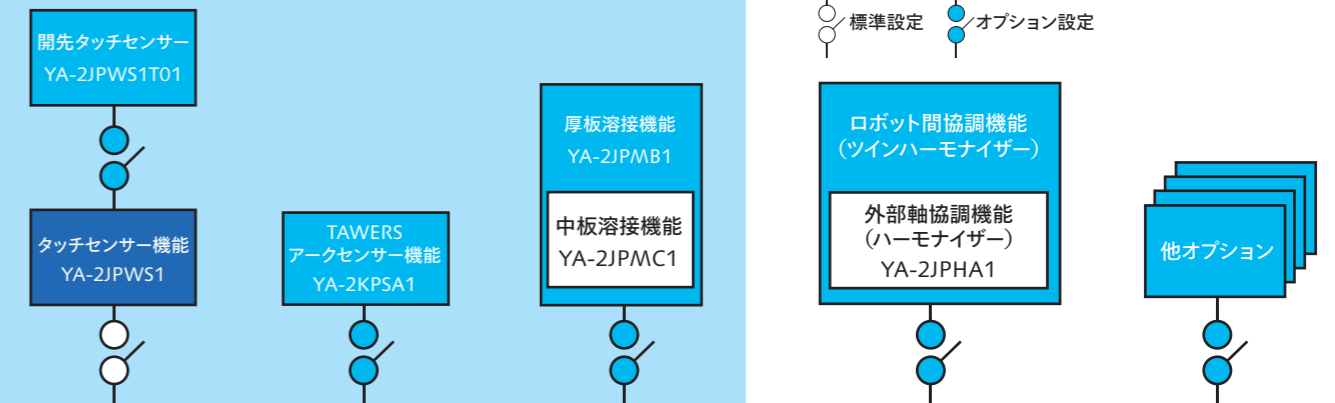 標準設定
オプション設定
開先タッチセンサー
YA-2JPWS1T01
タッチセンサー機能
YA-2JPWS1
TAWERS
アークセンサー機能
YA-2KPSA1
厚板溶接機能
YA-2JPMB1
中板溶接機能
YA-2JPMC1
ロボット間協調機能
(ツインハーモナイザー)
外部軸協調機能
(ハーモナイザー)
YA-2JPHA1
他オプション